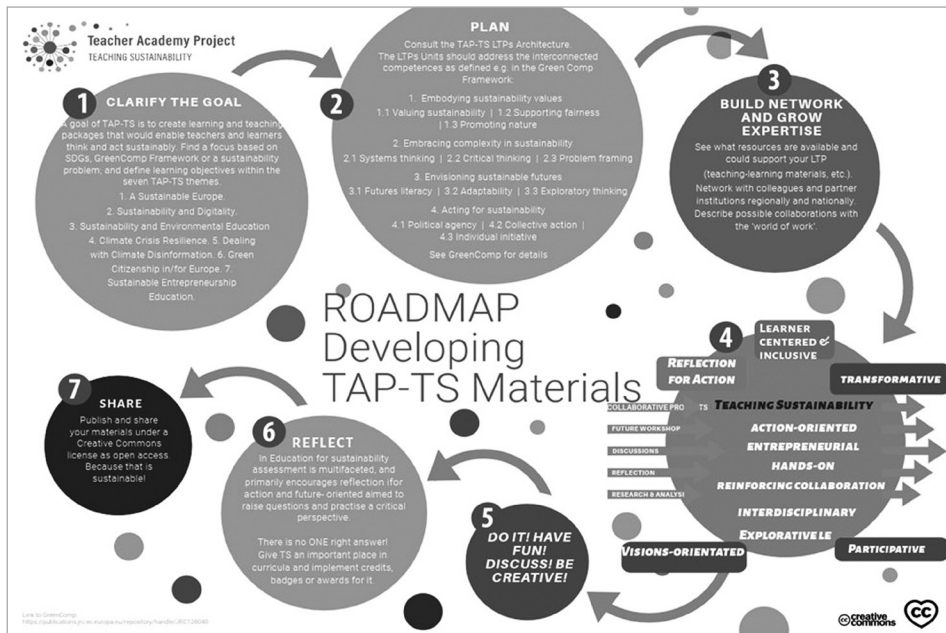 Teacher Academy Project
TEACHING SUSTAINABILITY
1
CLARIFY THE GOAL
A goal of TAP-TS is to create learning and teaching
packages that would enable teachers and learners
think and act sustainably. Find a focus based on
SDGs, GreenComp Framework or a sustainability
problem, and define learning objectives within the
seven TAP-TS themes.
1. A Sustainable Europe.
2. Sustainability and Digitality.
3. Sustainability and Environmental Education
4. Climate Crisis Resilience. 5. Dealing
with Climate Disinformation. 6. Green
Citizenship in/for Europe. 7.
Sustainable Entrepreneurship
Education.
2
PLAN
Consult the TAP-TS LTPs Architecture.
The LTPs Units should address the interconnected
competences as defined e.g. in the Green Comp
Framework:
1. Embodying sustainability values
1.1 Valuing sustainability | 1.2 Supporting fairness
| 1.3 Promoting nature
2. Embracing complexity in sustainability
2.1 Systems thinking | 2.2 Critical thinking | 2.3 Problem framing
3. Envisioning sustainable futures
3.1 Futures literacy | 3.2 Adaptability | 3.3 Exploratory thinking
4. Acting for sustainability
4.1 Political agency | 4.2 Collective action |
4.3 Individual initiative
See GreenComp for details
3
BUILD NETWORK
AND GROW
EXPERTISE
See what resources are available and
could support your LTP
(teaching-learning materials, etc.).
Network with colleagues and partner
institutions regionally and nationally.
Describe possible collaborations with
the 'world of work'.
ROADMAP
Developing
TAP-TS Materials
4
LEARNER
CENTERED &
INCLUSIVE
REFLECTION
FOR ACTION
TRANSFORMATIVE
COLLABORATIVE PRO TS
TEACHING SUSTAINABILITY
FUTURE WORKSHOP
ACTION-ORIENTED
DISCUSSIONS
ENTREPRENEURIAL
REFLECTION
HANDS-ON
RESEARCH & ANALYSI
REINFORCING COLLABORATION
INTERDISCIPLINARY
EXPLORATIVE LE
VISIONS-ORIENTATED
PARTICIPATIVE
5
DO IT! HAVE
FUN!
DISCUSS! BE
CREATIVE!
6
REFLECT
In Education for sustainability
assessment is multifaceted, and
primarily encourages reflection ifor
action and future- oriented aimed to
raise questions and practise a critical
perspective.
There is no ONE right answer!
Give TS an important place in
curricula and implement credits,
badges or awards for it.
7
SHARE
Publish and share
your materials under a
Creative Commons
license as open access.
Because that is
sustainable!
Link to GreenComp:
cc creative
commons
cc